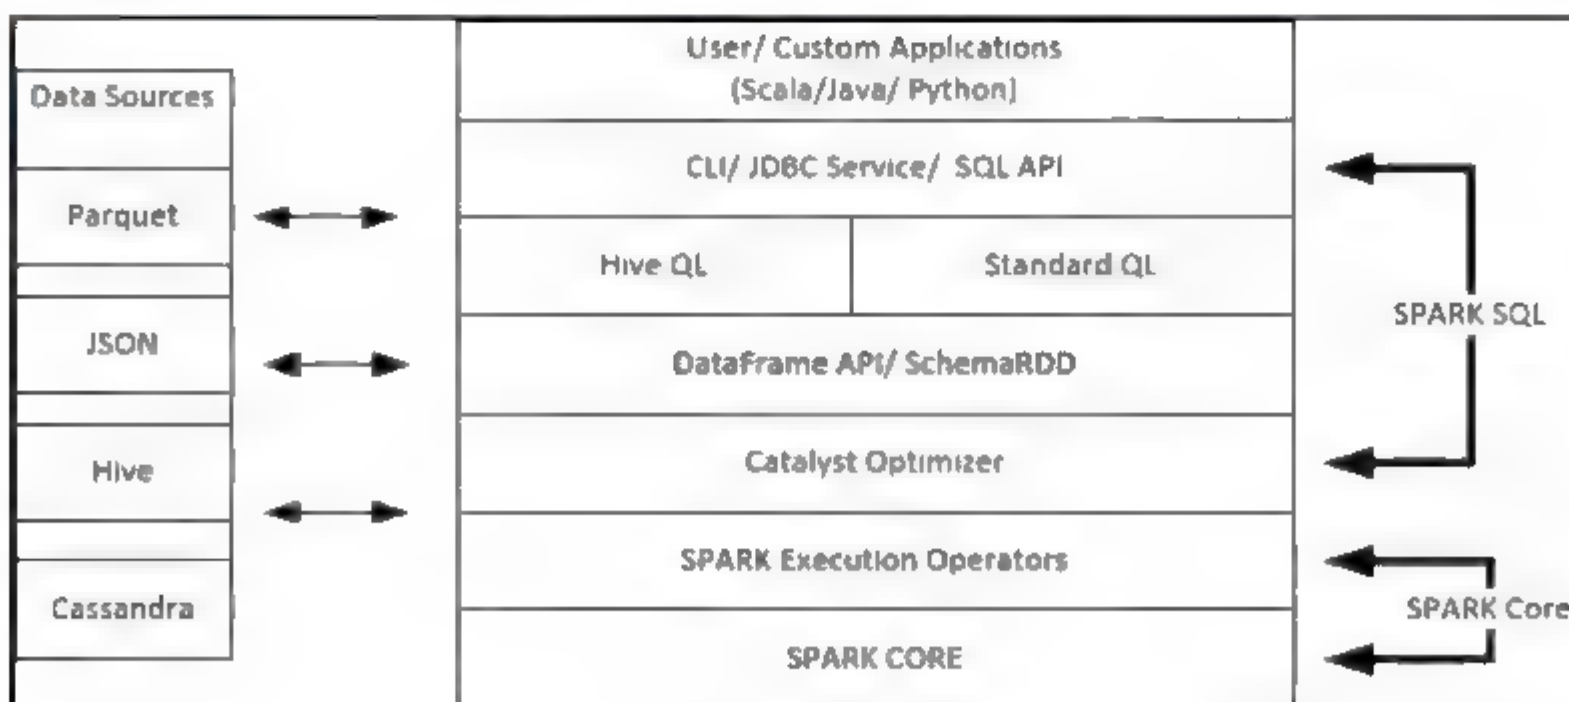 Data Sources
Parquet
JSON
Hive
Cassandra
User/ Custom Applications
(Scala/Java/ Python)
CLI/ JDBC Service/ SQL API
Hive QL
Standard QL
DataFrame API/ SchemaRDD
Catalyst Optimizer
SPARK Execution Operators
SPARK CORE
SPARK SQL
SPARK Core